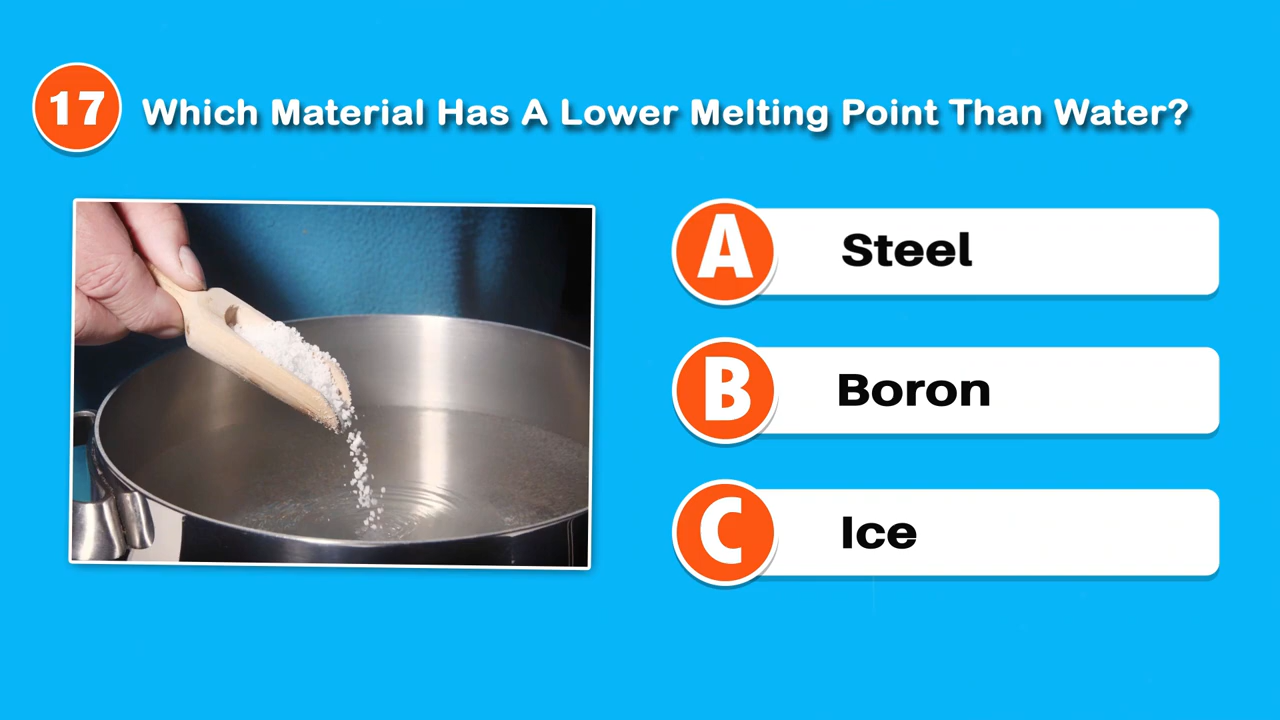 17 Which Material Has A Lower Melting Point Than Water?
A Steel
B Boron
C Ice